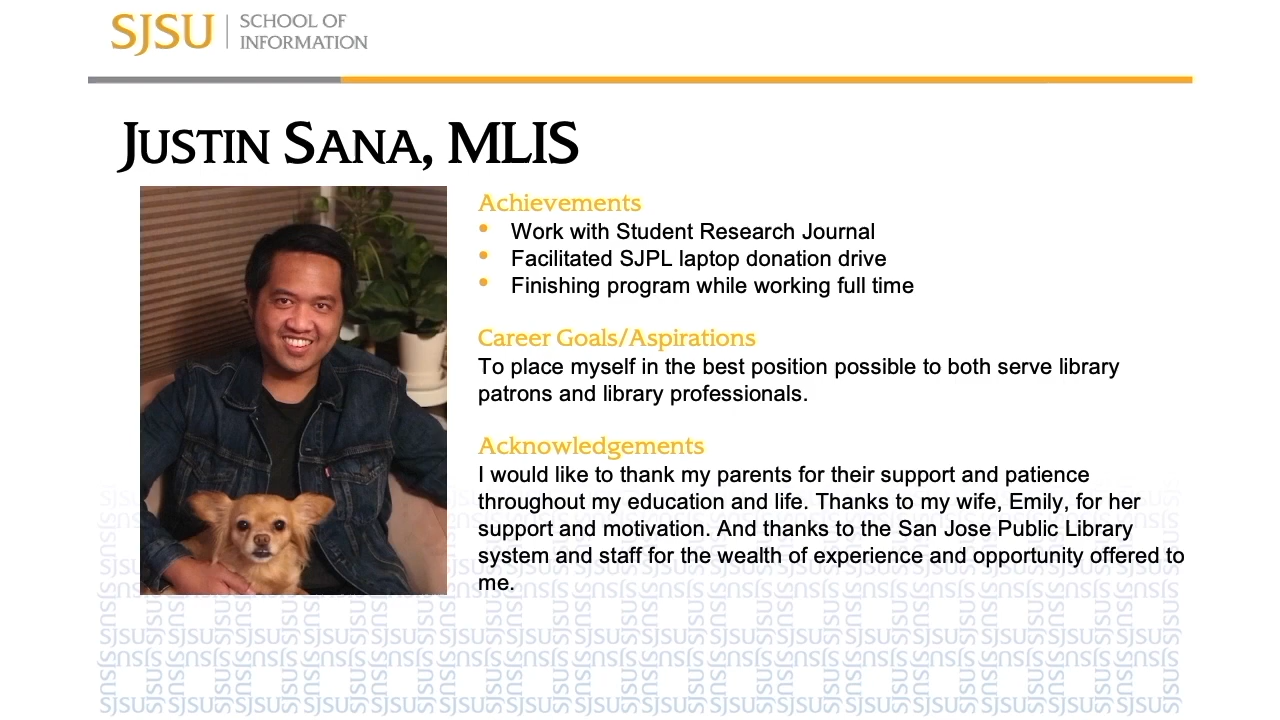 SJSU SCHOOL OF
INFORMATION
JUSTIN SANA, MLIS
Achievements
• Work with Student Research Journal
• Facilitated SJPL laptop donation drive
• Finishing program while working full time
Career Goals/Aspirations
To place myself in the best position possible to both serve library
patrons and library professionals.
Acknowledgements
I would like to thank my parents for their support and patience
throughout my education and life. Thanks to my wife, Emily, for her
support and motivation. And thanks to the San Jose Public Library
system and staff for the wealth of experience and opportunity offered to
me.